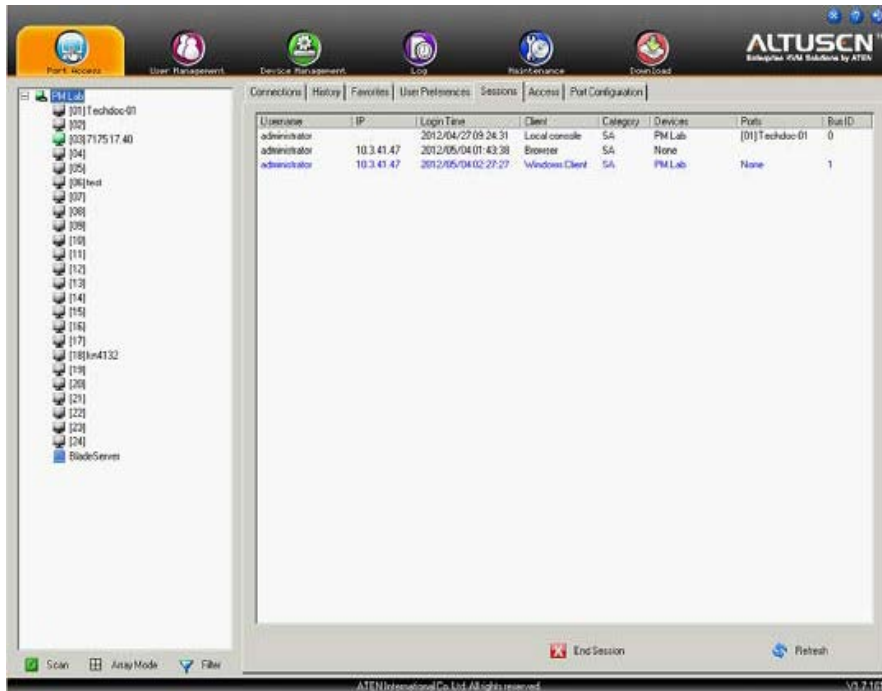 ALTUSEN
Enterprise KVM Solutions by ATEN
Port Access
User Management
Device Management
Log
Maintenance
Download
Connections
History
Favorites
User Preferences
Sessions
Access
Port Configuration
PM Lab
[01]Techdoc-01
[02]
[03]71751740
[04]
[05]
[06]test
[07]
[08]
[09]
[10]
[11]
[12]
[13]
[14]
[15]
[16]
[17]
[18]kn4132
[19]
[20]
[21]
[22]
[23]
[24]
BladeServer
Username IP Login Time Client Category Devices Ports Bus ID
administrator 2012/04/27 09:24:31 Local console SA PM Lab [01]Techdoc-01 0
administrator 10.3.41.47 2012/05/04 01:43:38 Browser SA None
administrator 10.3.41.47 2012/05/04 02:27:27 Windows Client SA PM Lab None 1
End Session
Refresh
Scan
Array Mode
Filter
ATEN International Co. Ltd. All rights reserved.